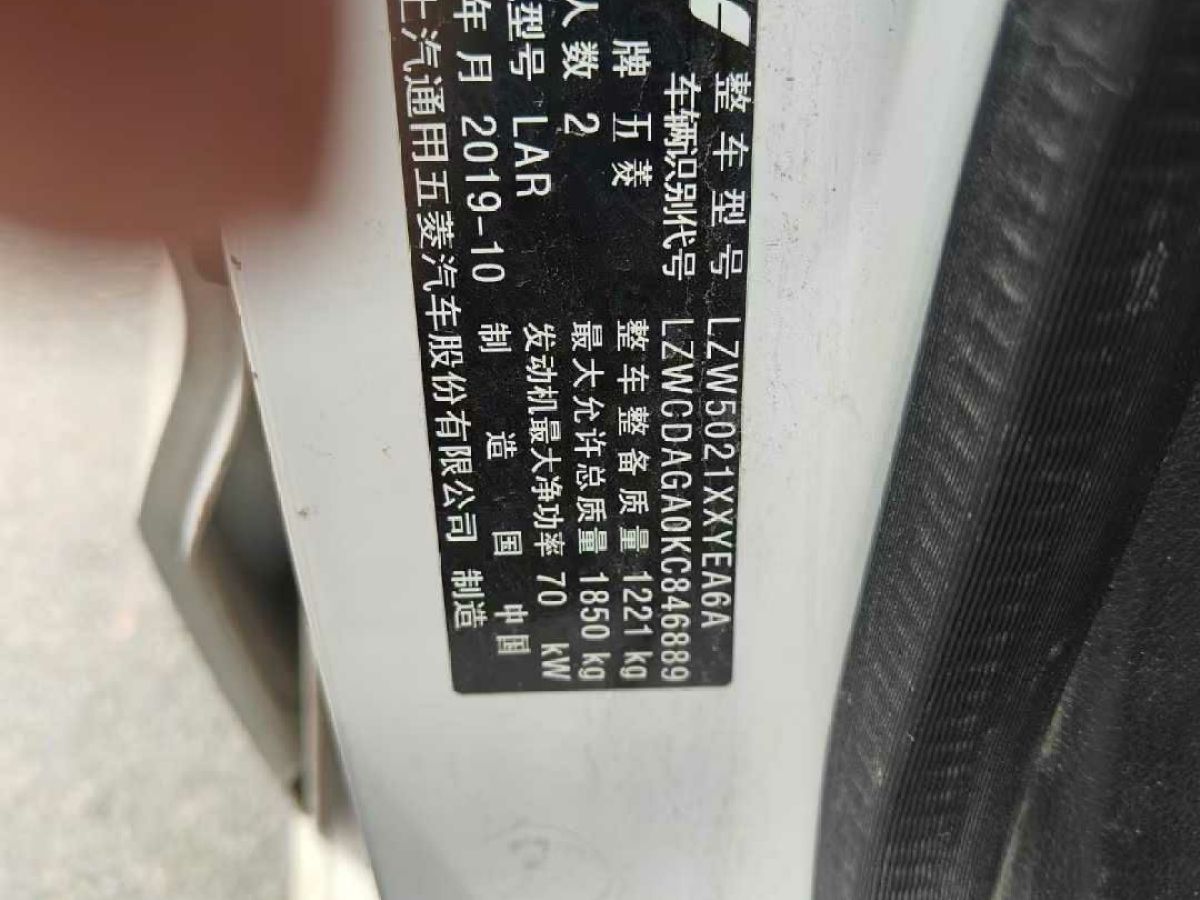 整车型号 LZW5021XXYEA6A
车辆识别代号 LZWCDAGA0KC846889
牌 五菱 整车整备质量 1221 kg
人数 2 最大允许总质量 1850 kg
型号 LAR 发动机最大净功率 70 kW
年月 2019-10 制造国 中国
上汽通用五菱汽车股份有限公司 制造